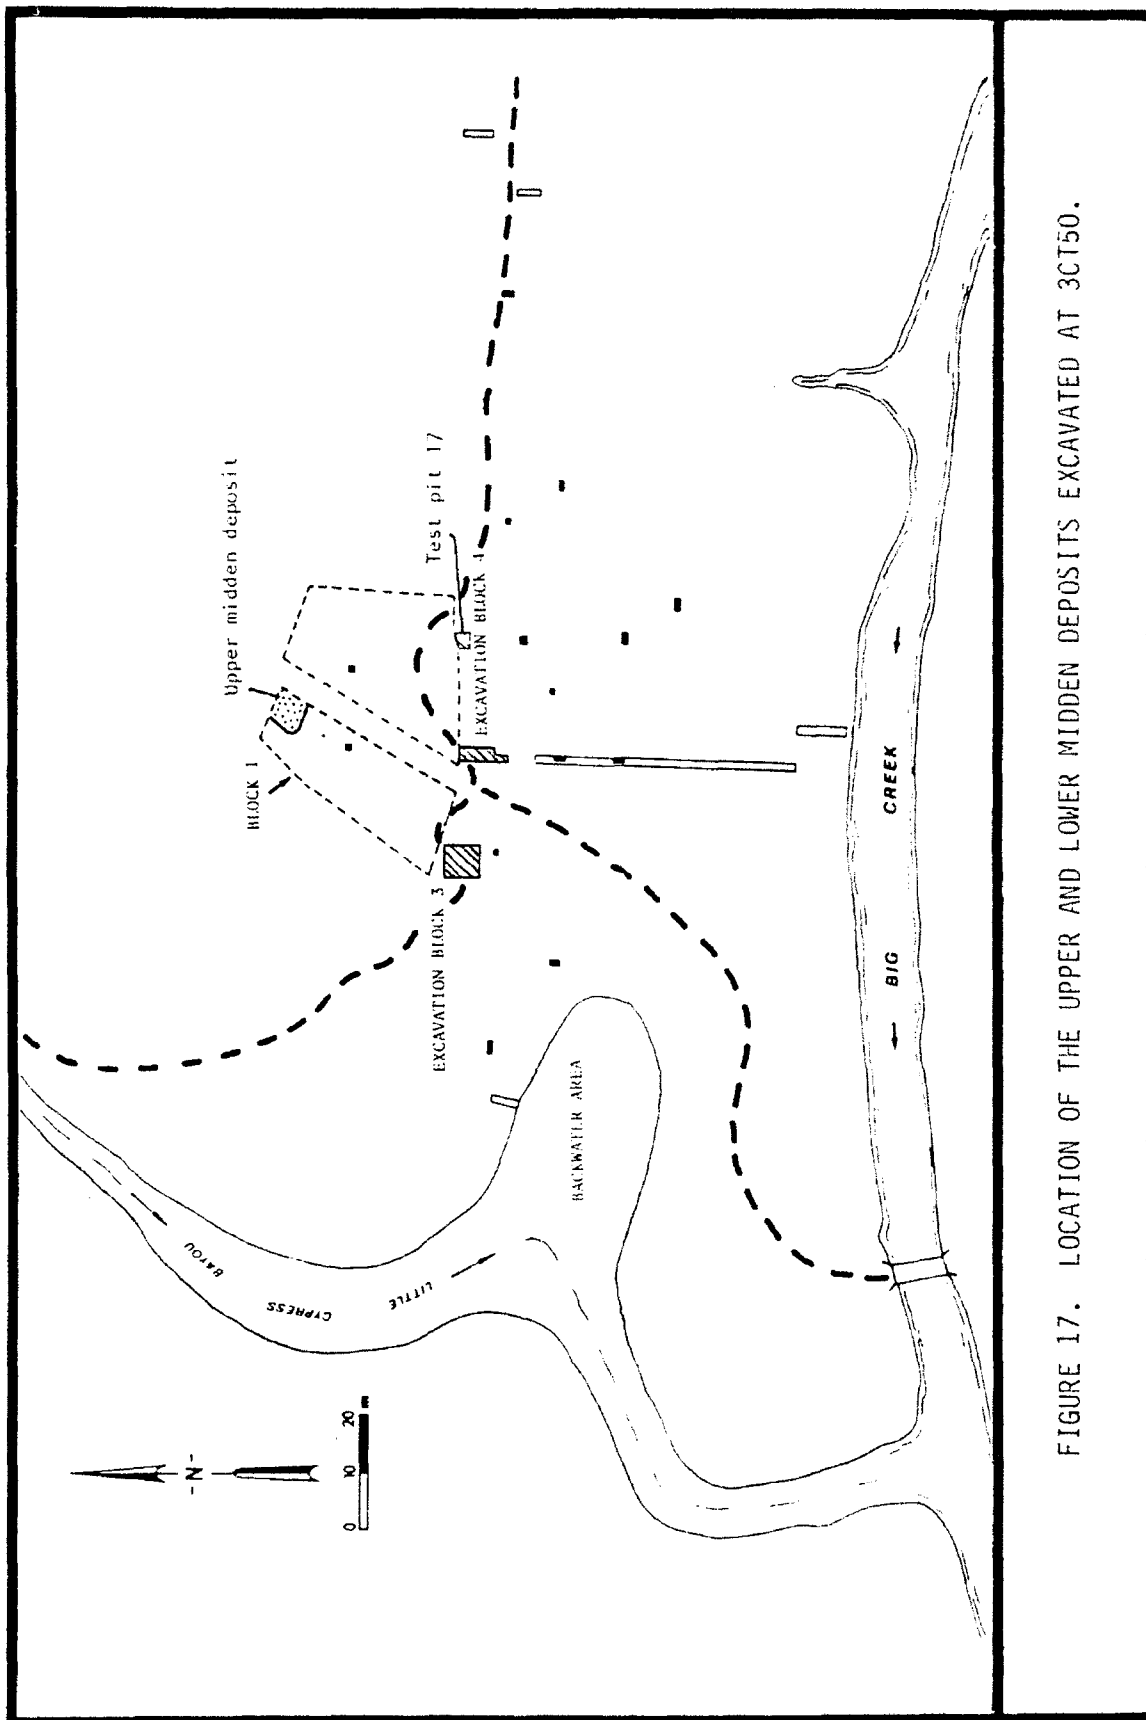 Upper midden deposit
BLOCK 1
Test pit 17
EXCAVATION BLOCK 4
EXCAVATION BLOCK 3
BACKWATER AREA
LITTLE CYPRESS BAYOU
BIG CREEK
-N-
0 10 20 m
FIGURE 17. LOCATION OF THE UPPER AND LOWER MIDDEN DEPOSITS EXCAVATED AT 3CT50.